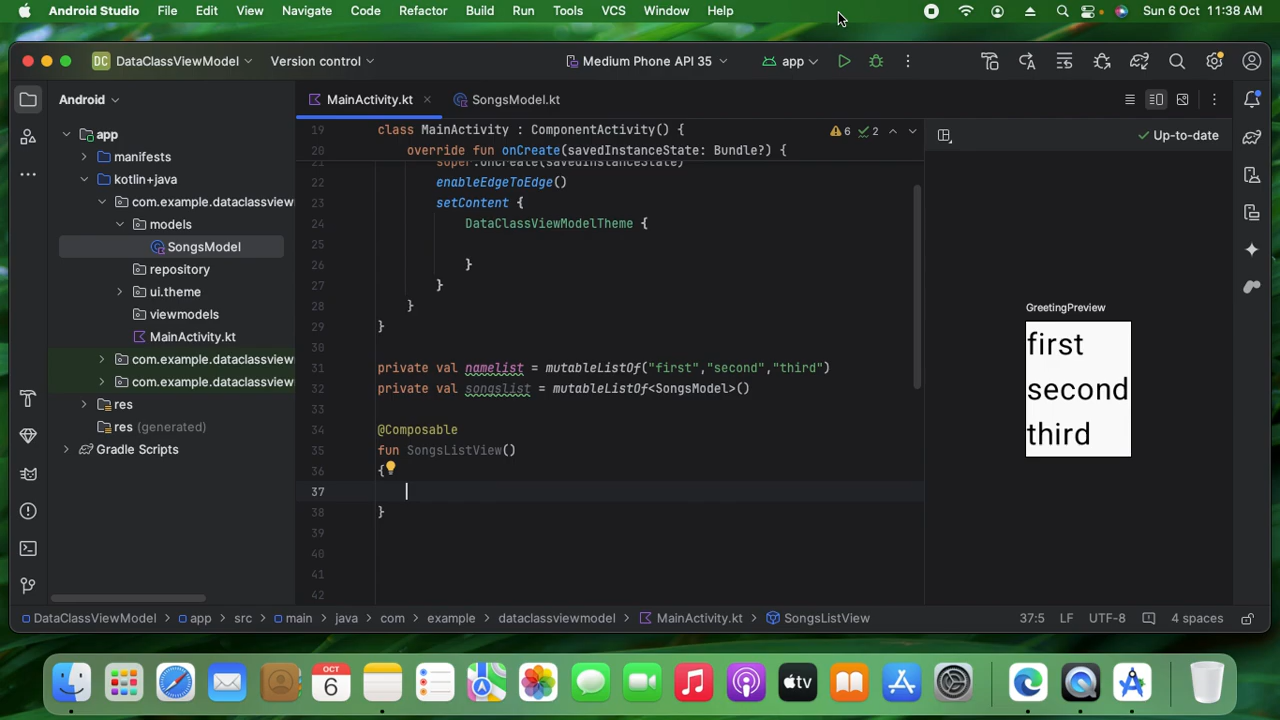 Android Studio File Edit View Navigate Code Refactor Build Run Tools VCS Window Help Sun 6 Oct 11:38 AM
DC DataClassViewModel Version control Medium Phone API 35 app
Android
MainActivity.kt SongsModel.kt
app
manifests
kotlin+java
com.example.dataclassview
models
SongsModel
repository
ui.theme
viewmodels
MainActivity.kt
com.example.dataclassview
com.example.dataclassview
res
res (generated)
Gradle Scripts
19 class MainActivity : ComponentActivity() {
6 2
20 override fun onCreate(savedInstanceState: Bundle?) {
21 super.onCreate(savedInstanceState)
22 enableEdgeToEdge()
23 setContent {
24 DataClassViewModelTheme {
25
26 }
27 }
28 }
29 }
30
31 private val namelist = mutableListOf("first","second","third")
32 private val songslist = mutableListOf<SongsModel>()
33
34 @Composable
35 fun SongsListView()
36 {
37
38 }
39
40
41
42
Up-to-date
GreetingPreview
first
second
third
DataClassViewModel app src main java com example dataclassviewmodel MainActivity.kt SongsListView 37:5 LF UTF-8 4 spaces
OCT
6
tv